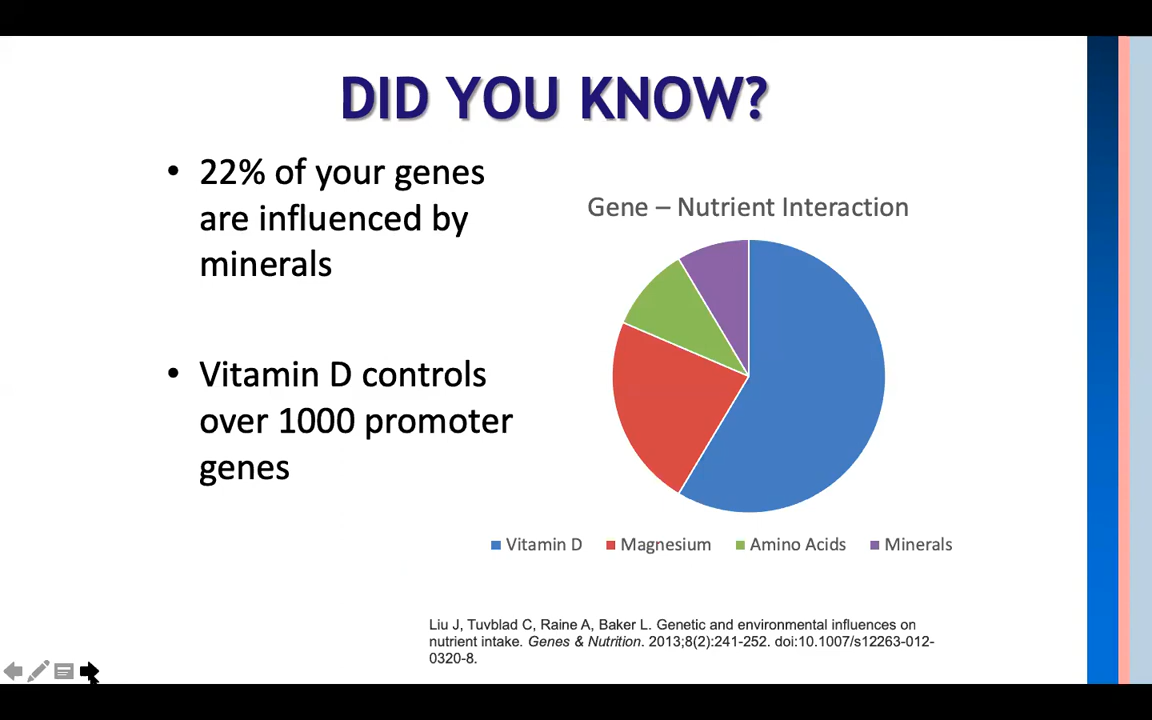 DID YOU KNOW?
• 22% of your genes
are influenced by
minerals
• Vitamin D controls
over 1000 promoter
genes
Gene – Nutrient Interaction
Vitamin D Magnesium Amino Acids Minerals
Liu J, Tuvblad C, Raine A, Baker L. Genetic and environmental influences on
nutrient intake. Genes & Nutrition. 2013;8(2):241-252. doi:10.1007/s12263-012-
0320-8.